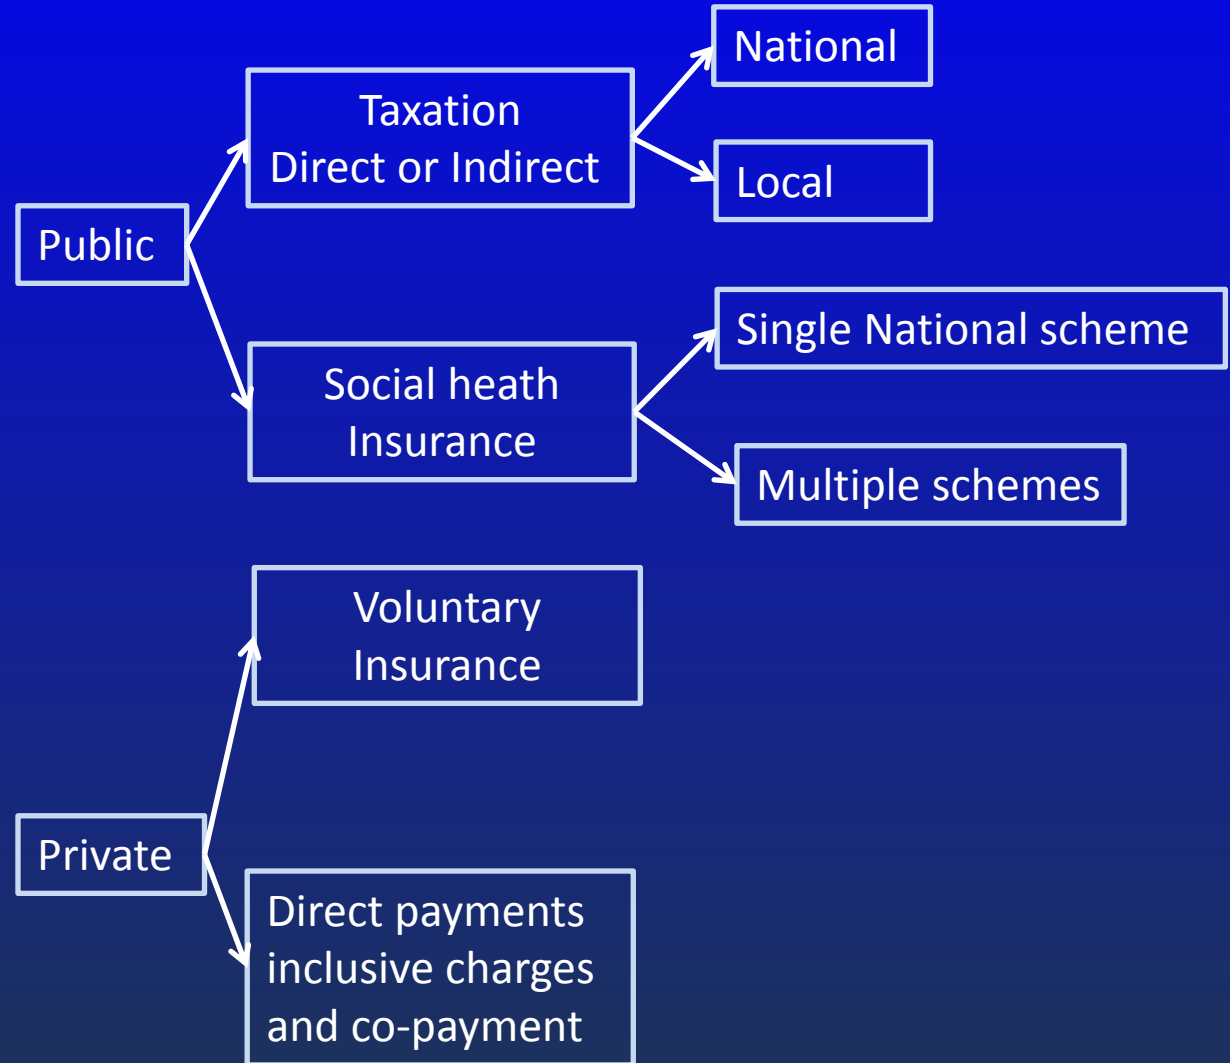 Public
Taxation
Direct or Indirect
National
Local
Social heath
Insurance
Single National scheme
Multiple schemes
Private
Voluntary
Insurance
Direct payments
inclusive charges
and co-payment